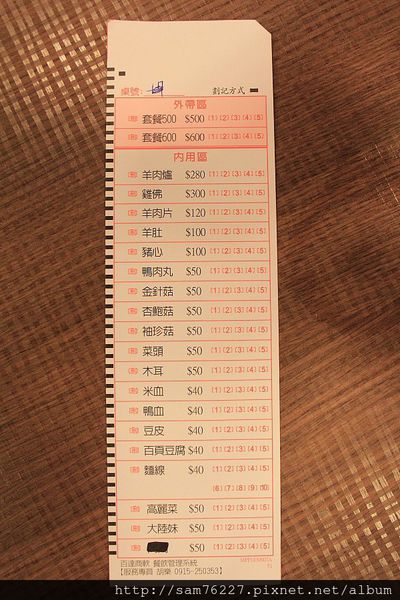 桌號: 劃記方式
外帶區
套餐500 $500 (1) (2) (3) (4) (5)
套餐600 $600 (1) (2) (3) (4) (5)
內用區
羊肉爐 $280 (1) (2) (3) (4) (5)
雞佛 $300 (1) (2) (3) (4) (5)
羊肉片 $120 (1) (2) (3) (4) (5)
羊肚 $100 (1) (2) (3) (4) (5)
豬心 $100 (1) (2) (3) (4) (5)
鴨肉丸 $50 (1) (2) (3) (4) (5)
金針菇 $50 (1) (2) (3) (4) (5)
杏鮑菇 $50 (1) (2) (3) (4) (5)
袖珍菇 $50 (1) (2) (3) (4) (5)
菜頭 $50 (1) (2) (3) (4) (5)
木耳 $50 (1) (2) (3) (4) (5)
米血 $40 (1) (2) (3) (4) (5)
鴨血 $40 (1) (2) (3) (4) (5)
豆皮 $40 (1) (2) (3) (4) (5)
百頁豆腐 $40 (1) (2) (3) (4) (5)
麵線 $40 (1) (2) (3) (4) (5)
(6) (7) (8) (9) (10)
高麗菜 $50 (1) (2) (3) (4) (5)
大陸妹 $50 (1) (2) (3) (4) (5)
$50 (1) (2) (3) (4) (5)
百達商軟 餐飲管理系統
【服務專員 胡樂 0915-250353】
http://sam76227.pixnet.net/album